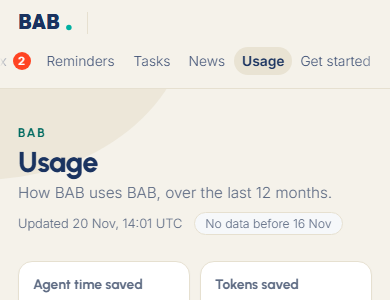 BAB.
2 Reminders Tasks News Usage Get started
BAB
Usage
How BAB uses BAB, over the last 12 months.
Updated 20 Nov, 14:01 UTC No data before 16 Nov
Agent time saved Tokens saved